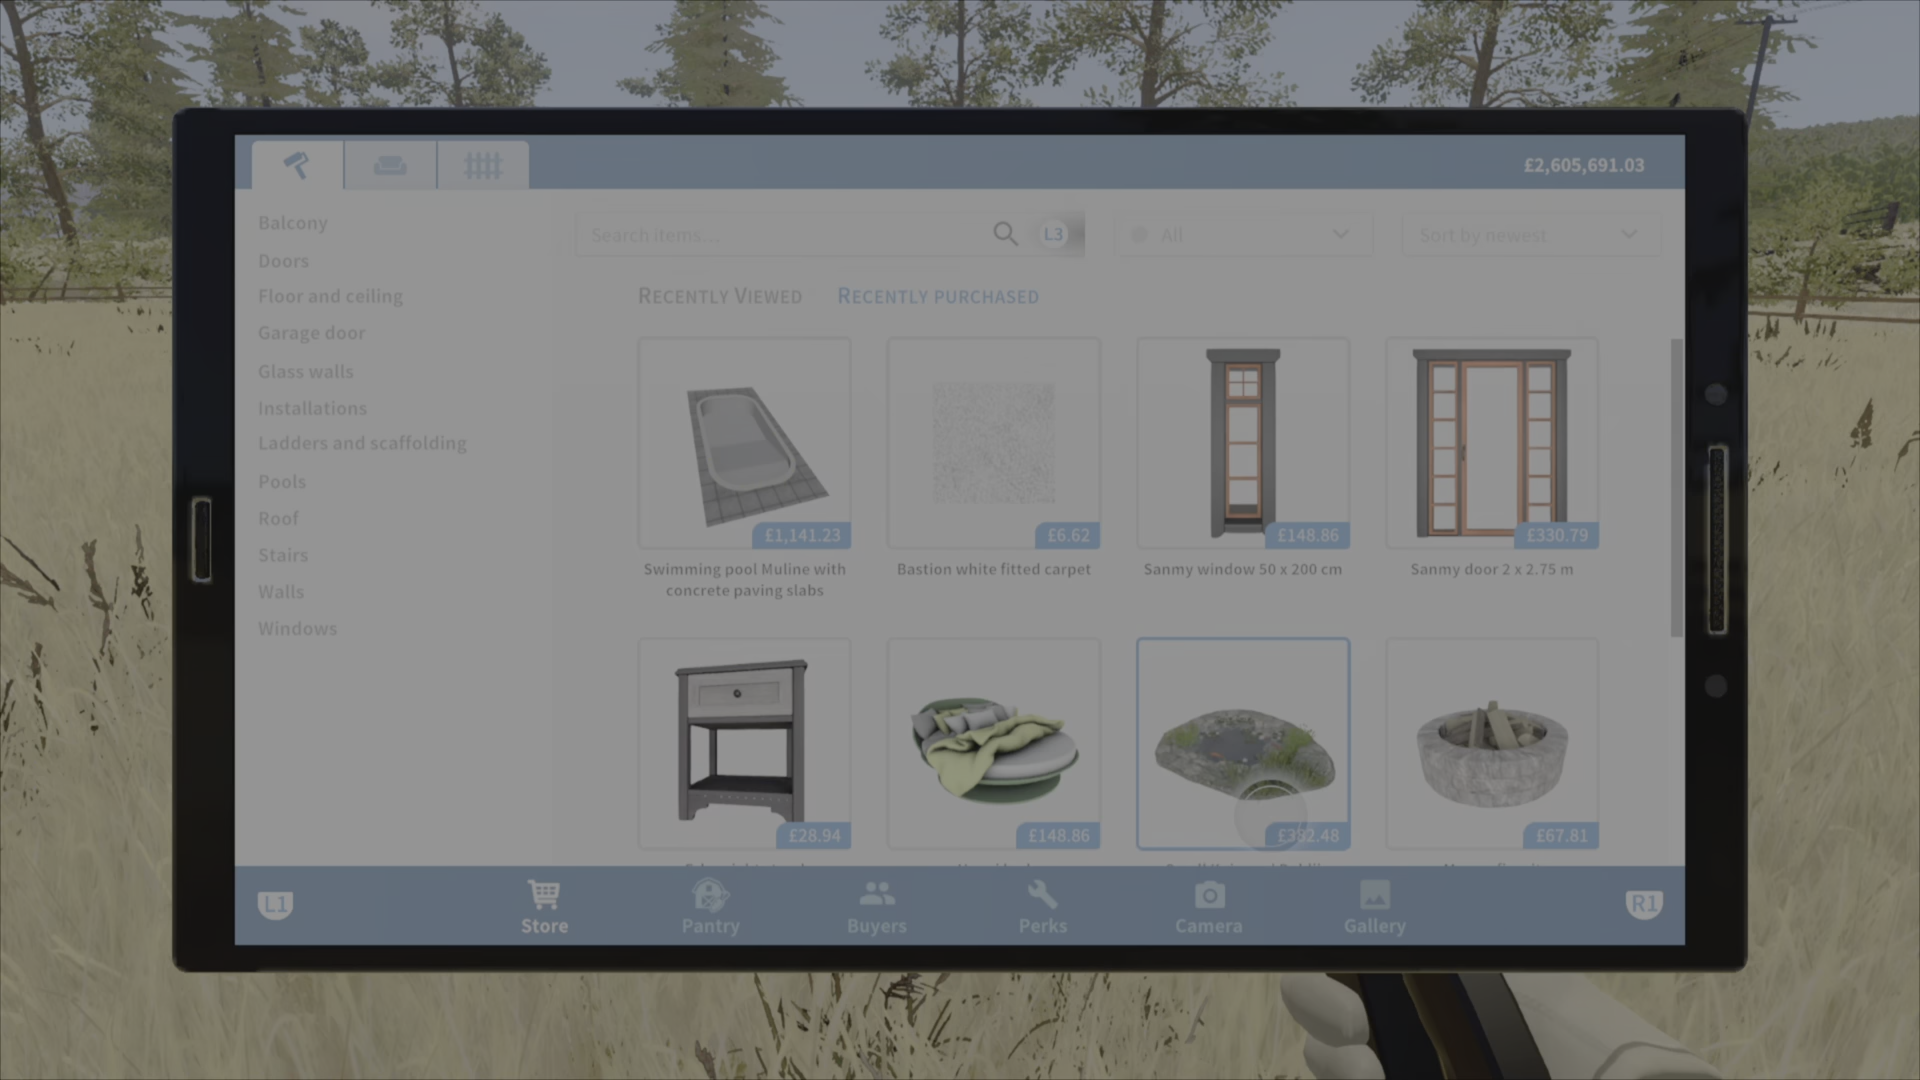 £2,605,691.03
Balcony
Doors
Floor and ceiling
Garage door
Glass walls
Installations
Ladders and scaffolding
Pools
Roof
Stairs
Walls
Windows
Search items...
L3
All
Sort by newest
RECENTLY VIEWED
RECENTLY PURCHASED
£1,141.23
Swimming pool Muline with
concrete paving slabs
£6.62
Bastion white fitted carpet
£148.86
Sanmy window 50 x 200 cm
£330.79
Sanmy door 2 x 2.75 m
£28.94
£148.86
£382.48
£67.81
L1
Store
Pantry
Buyers
Perks
Camera
Gallery
R1